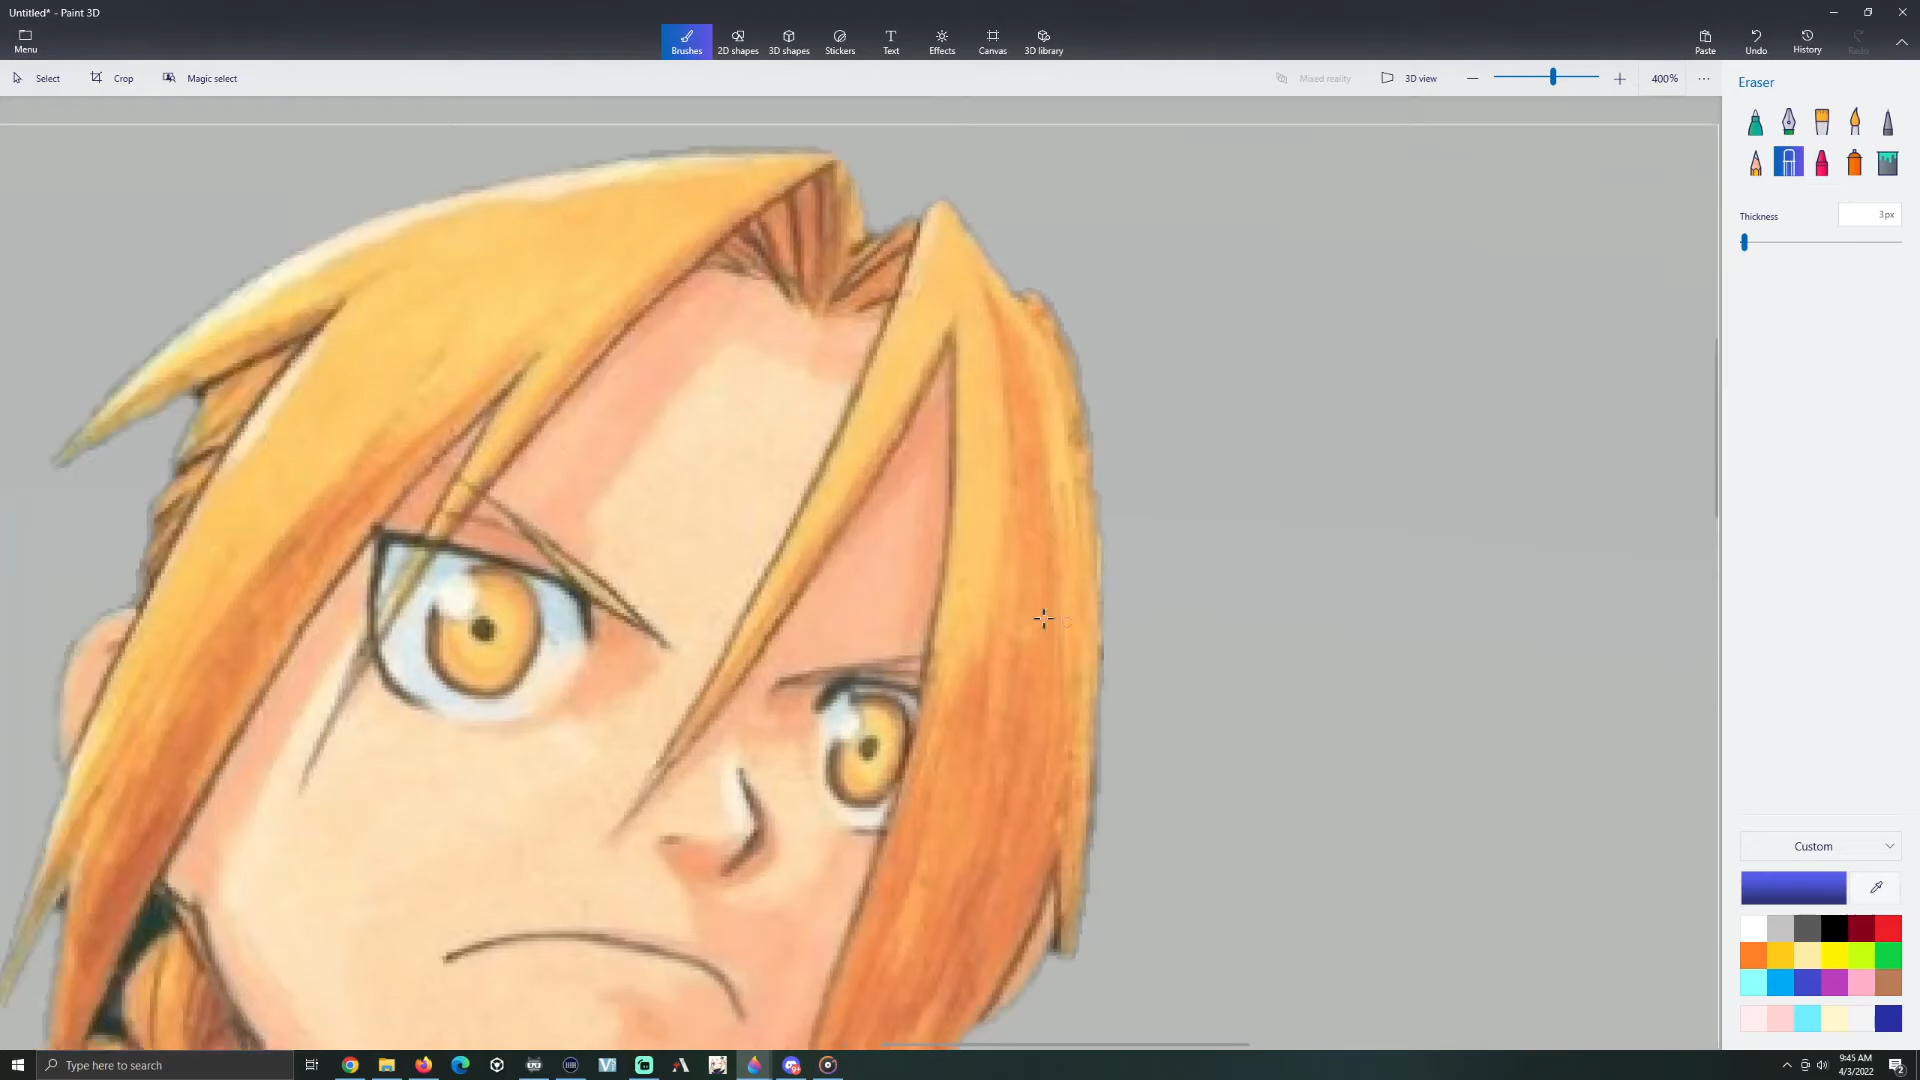 Untitled* - Paint 3D
Menu
Brushes
2D shapes
3D shapes
Stickers
Text
Effects
Canvas
3D library
Paste
Undo
History
Redo
Select
Crop
Magic select
Mixed reality
3D view
400%
Eraser
Thickness
3px
Custom
Type here to search
9:45 AM
4/3/2022